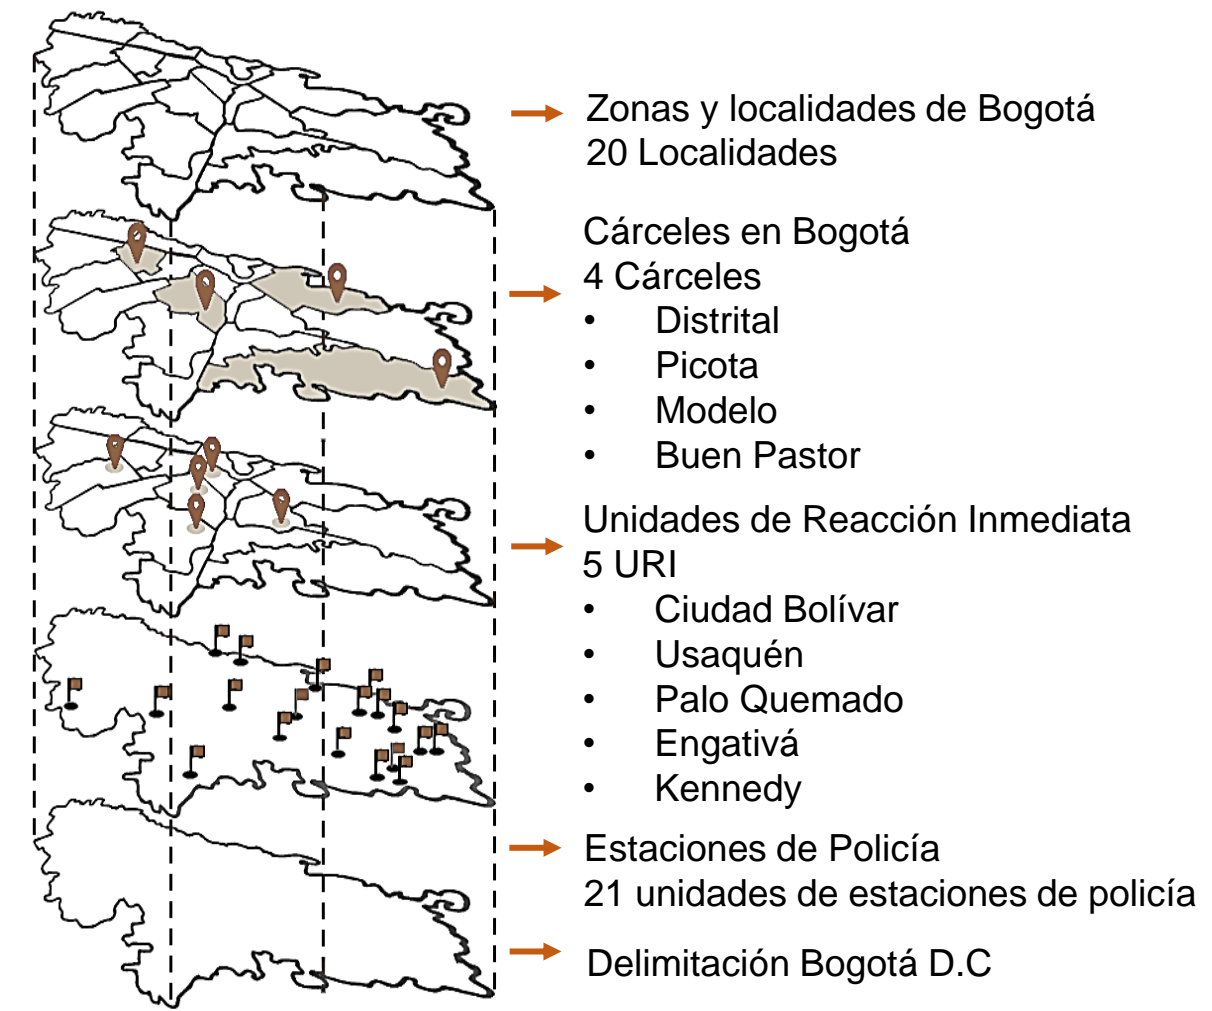 Zonas y localidades de Bogotá
20 Localidades
Cárceles en Bogotá
4 Cárceles
• Distrital
• Picota
• Modelo
• Buen Pastor
Unidades de Reacción Inmediata
5 URI
• Ciudad Bolívar
• Usaquén
• Palo Quemado
• Engativá
• Kennedy
Estaciones de Policía
21 unidades de estaciones de policía
Delimitación Bogotá D.C